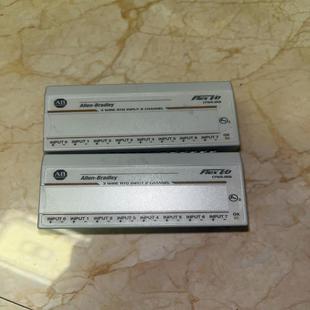 AB
Allen-Bradley
Flex I/O
3 WIRE RTD INPUT 8 CHANNEL
INPUT 0 INPUT 1 INPUT 2 INPUT 3 INPUT 4 INPUT 5 INPUT 6 INPUT 7 OK
AB
Allen-Bradley
Flex I/O
3 WIRE RTD INPUT 8 CHANNEL
INPUT 0 INPUT 1 INPUT 2 INPUT 3 INPUT 4 INPUT 5 INPUT 6 INPUT 7 OK